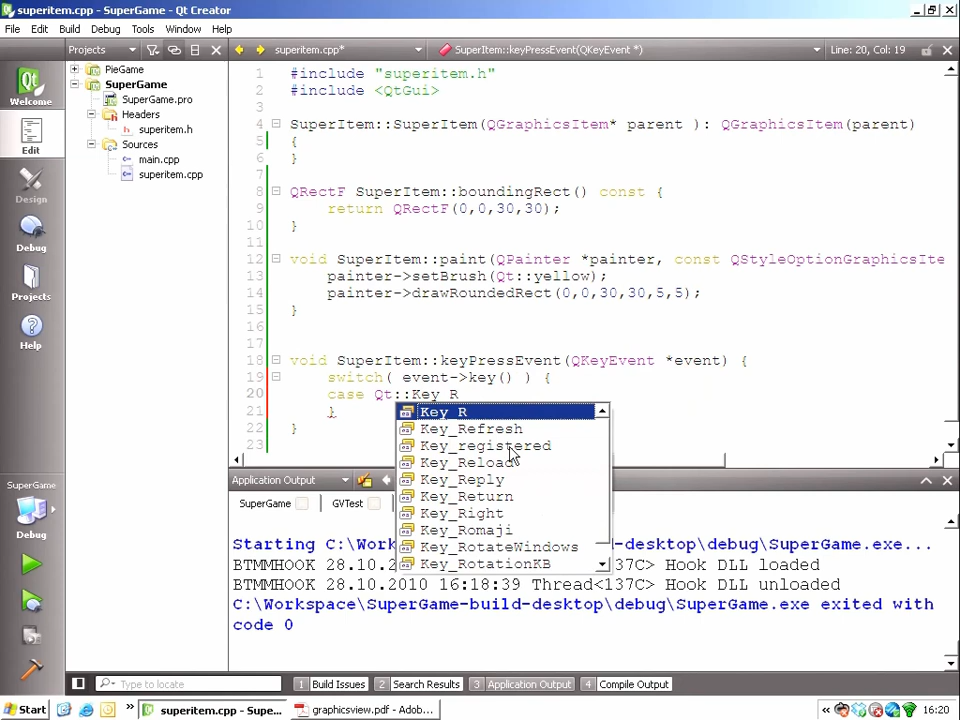 superitem.cpp - SuperGame - Qt Creator
File Edit Build Debug Tools Window Help
Projects superitem.cpp* SuperItem::keyPressEvent(QKeyEvent *) Line: 20, Col: 19
Welcome
Edit
Design
Debug
Projects
Help
SuperGame
Debug
PieGame
SuperGame
SuperGame.pro
Headers
superitem.h
Sources
main.cpp
superitem.cpp
1 #include "superitem.h"
2 #include <QtGui>
3
4 SuperItem::SuperItem(QGraphicsItem* parent ): QGraphicsItem(parent)
5 {
6 }
7
8 QRectF SuperItem::boundingRect() const {
9 return QRectF(0,0,30,30);
10 }
11
12 void SuperItem::paint(QPainter *painter, const QStyleOptionGraphicsIte
13 painter->setBrush(Qt::yellow);
14 painter->drawRoundedRect(0,0,30,30,5,5);
15 }
16
17
18 void SuperItem::keyPressEvent(QKeyEvent *event) {
19 switch( event->key() ) {
20 case Qt::Key_R
21 }
22 }
23
Key_R
Key_Refresh
Key_registered
Key_Reload
Key_Reply
Key_Return
Key_Right
Key_Romaji
Key_RotateWindows
Key_RotationKB
Application Output
SuperGame GVTest
Starting C:\Work -desktop\debug\SuperGame.exe...
BTMMHOOK 28.10.2 137C> Hook DLL loaded
BTMMHOOK 28.10.2010 16:18:39 Thread<137C> Hook DLL unloaded
C:\Workspace\SuperGame-build-desktop\debug\SuperGame.exe exited with
code 0
Type to locate 1 Build Issues 2 Search Results 3 Application Output 4 Compile Output
Start superitem.cpp - Supe... graphicsview.pdf - Adob... 16:20